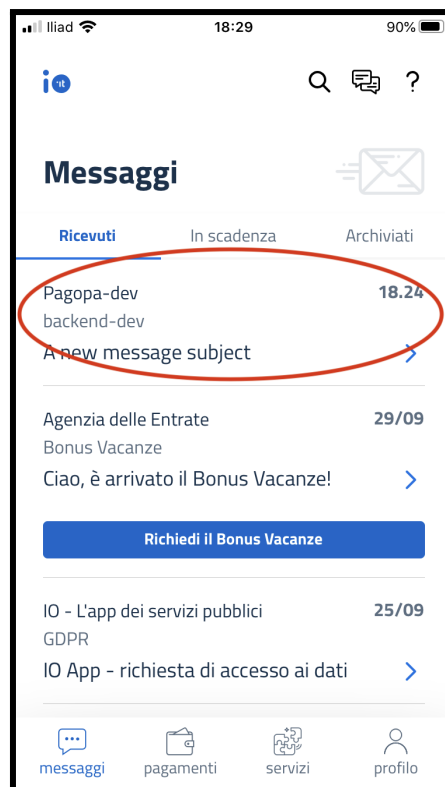 Iliad 18:29 90%
io it
Messaggi
Ricevuti In scadenza Archiviati
Pagopa-dev 18.24
backend-dev
A new message subject
Agenzia delle Entrate 29/09
Bonus Vacanze
Ciao, è arrivato il Bonus Vacanze!
Richiedi il Bonus Vacanze
IO - L'app dei servizi pubblici 25/09
GDPR
IO App - richiesta di accesso ai dati
messaggi pagamenti servizi profilo